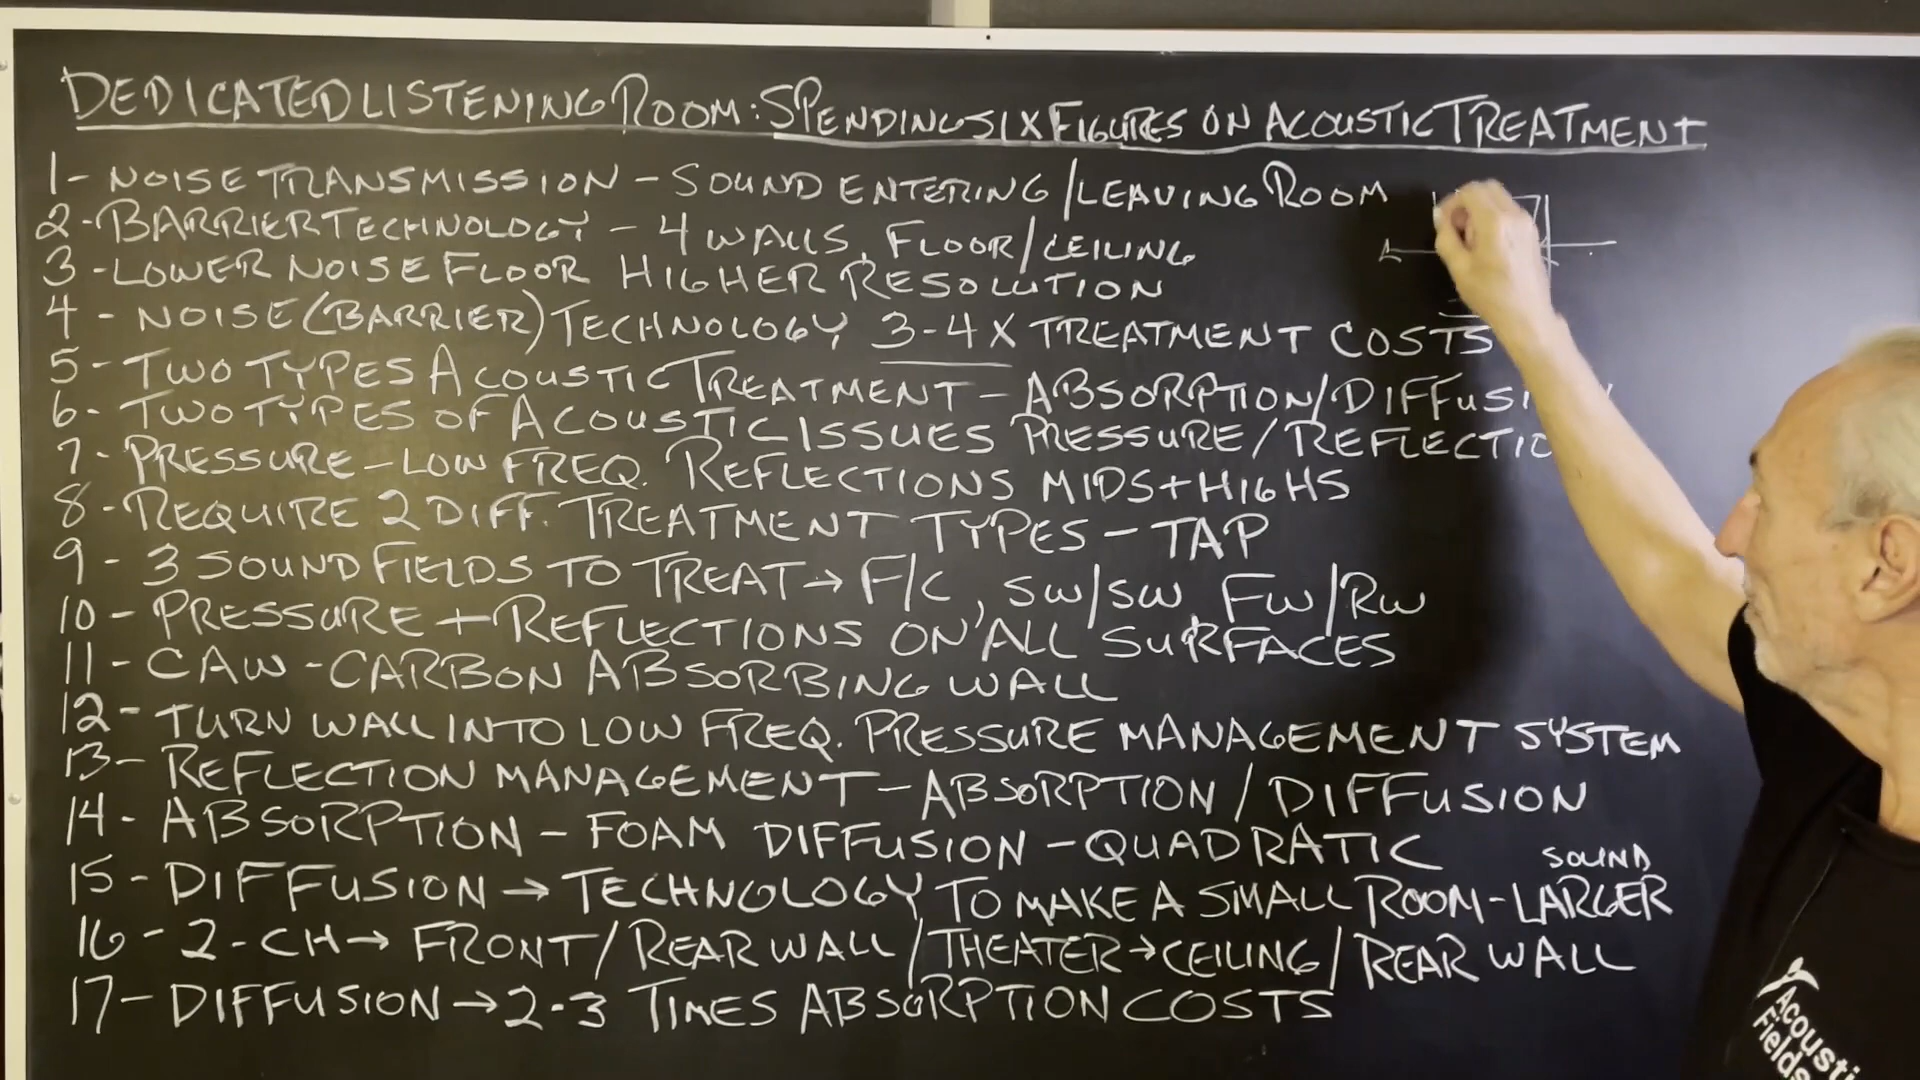 DEDICATED LISTENING ROOM: SPENDING SIX FIGURES ON ACOUSTIC TREATMENT
1- NOISE TRANSMISSION - SOUND ENTERING/LEAVING ROOM
2- BARRIER TECHNOLOGY - 4 WALLS, FLOOR/CEILING
3- LOWER NOISE FLOOR HIGHER RESOLUTION
4- NOISE (BARRIER) TECHNOLOGY 3-4X TREATMENT COSTS
5- TWO TYPES ACOUSTIC TREATMENT - ABSORPTION/DIFFUSI
6- TWO TYPES OF ACOUSTIC ISSUES PRESSURE/REFLECTIO
7- PRESSURE - LOW FREQ. REFLECTIONS MIDS + HIGHS
8- REQUIRE 2 DIFF. TREATMENT TYPES - TAP
9- 3 SOUND FIELDS TO TREAT → F/C, SW/SW, FW/RW
10- PRESSURE + REFLECTIONS ON ALL SURFACES
11- CAW - CARBON ABSORBING WALL
12- TURN WALL INTO LOW FREQ. PRESSURE MANAGEMENT SYSTEM
13- REFLECTION MANAGEMENT - ABSORPTION/DIFFUSION
14- ABSORPTION - FOAM DIFFUSION - QUADRATIC
SOUND
15- DIFFUSION → TECHNOLOGY TO MAKE A SMALL ROOM - LARGER
16- 2-CH → FRONT/REAR WALL/THEATER → CEILING/REAR WALL
17- DIFFUSION → 2-3 TIMES ABSORPTION COSTS
Acousti
Fields